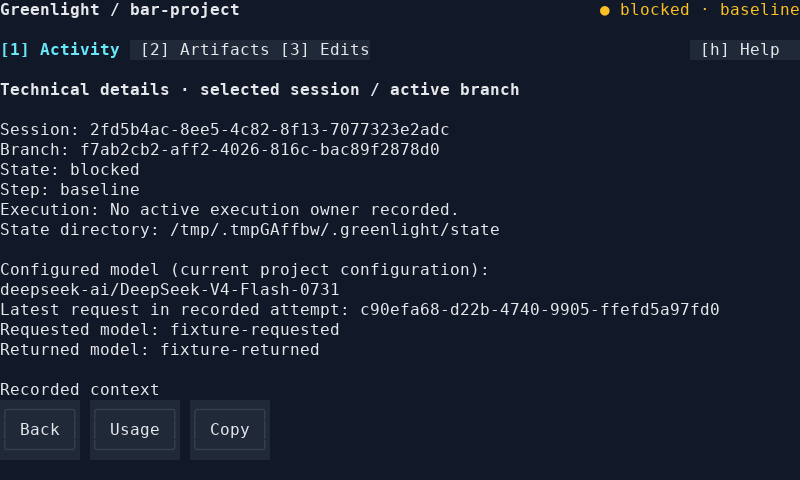 Greenlight / bar-project ● blocked · baseline
[1] Activity [2] Artifacts [3] Edits [h] Help
Technical details · selected session / active branch
Session: 2fd5b4ac-8ee5-4c82-8f13-7077323e2adc
Branch: f7ab2cb2-aff2-4026-816c-bac89f2878d0
State: blocked
Step: baseline
Execution: No active execution owner recorded.
State directory: /tmp/.tmpGAffbw/.greenlight/state
Configured model (current project configuration):
deepseek-ai/DeepSeek-V4-Flash-0731
Latest request in recorded attempt: c90efa68-d22b-4740-9905-ffefd5a97fd0
Requested model: fixture-requested
Returned model: fixture-returned
Recorded context
Back Usage Copy